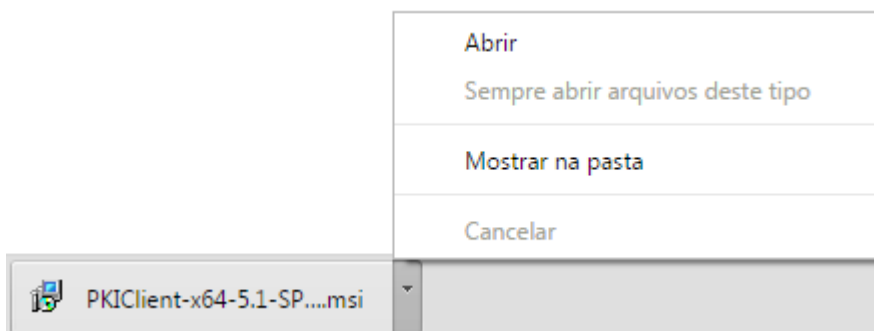 Abrir
Sempre abrir arquivos deste tipo
Mostrar na pasta
Cancelar
PKIClient-x64-5.1-SP....msi